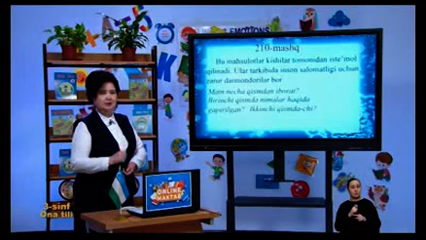 EMOTIONS
210-mashq
Bu mahsulotlar kishilar tomonidan iste'mol
qilinadi. Ular tarkibida inson salomatligi uchun
zarur darmondorilar bor
Matn necha qismdan iborat?
Birinchi qismda nimalar haqida
gapirilgan? Ikkinchi qismda-chi?
ONLINE
MAKTAB
3-sinf
Ona tili